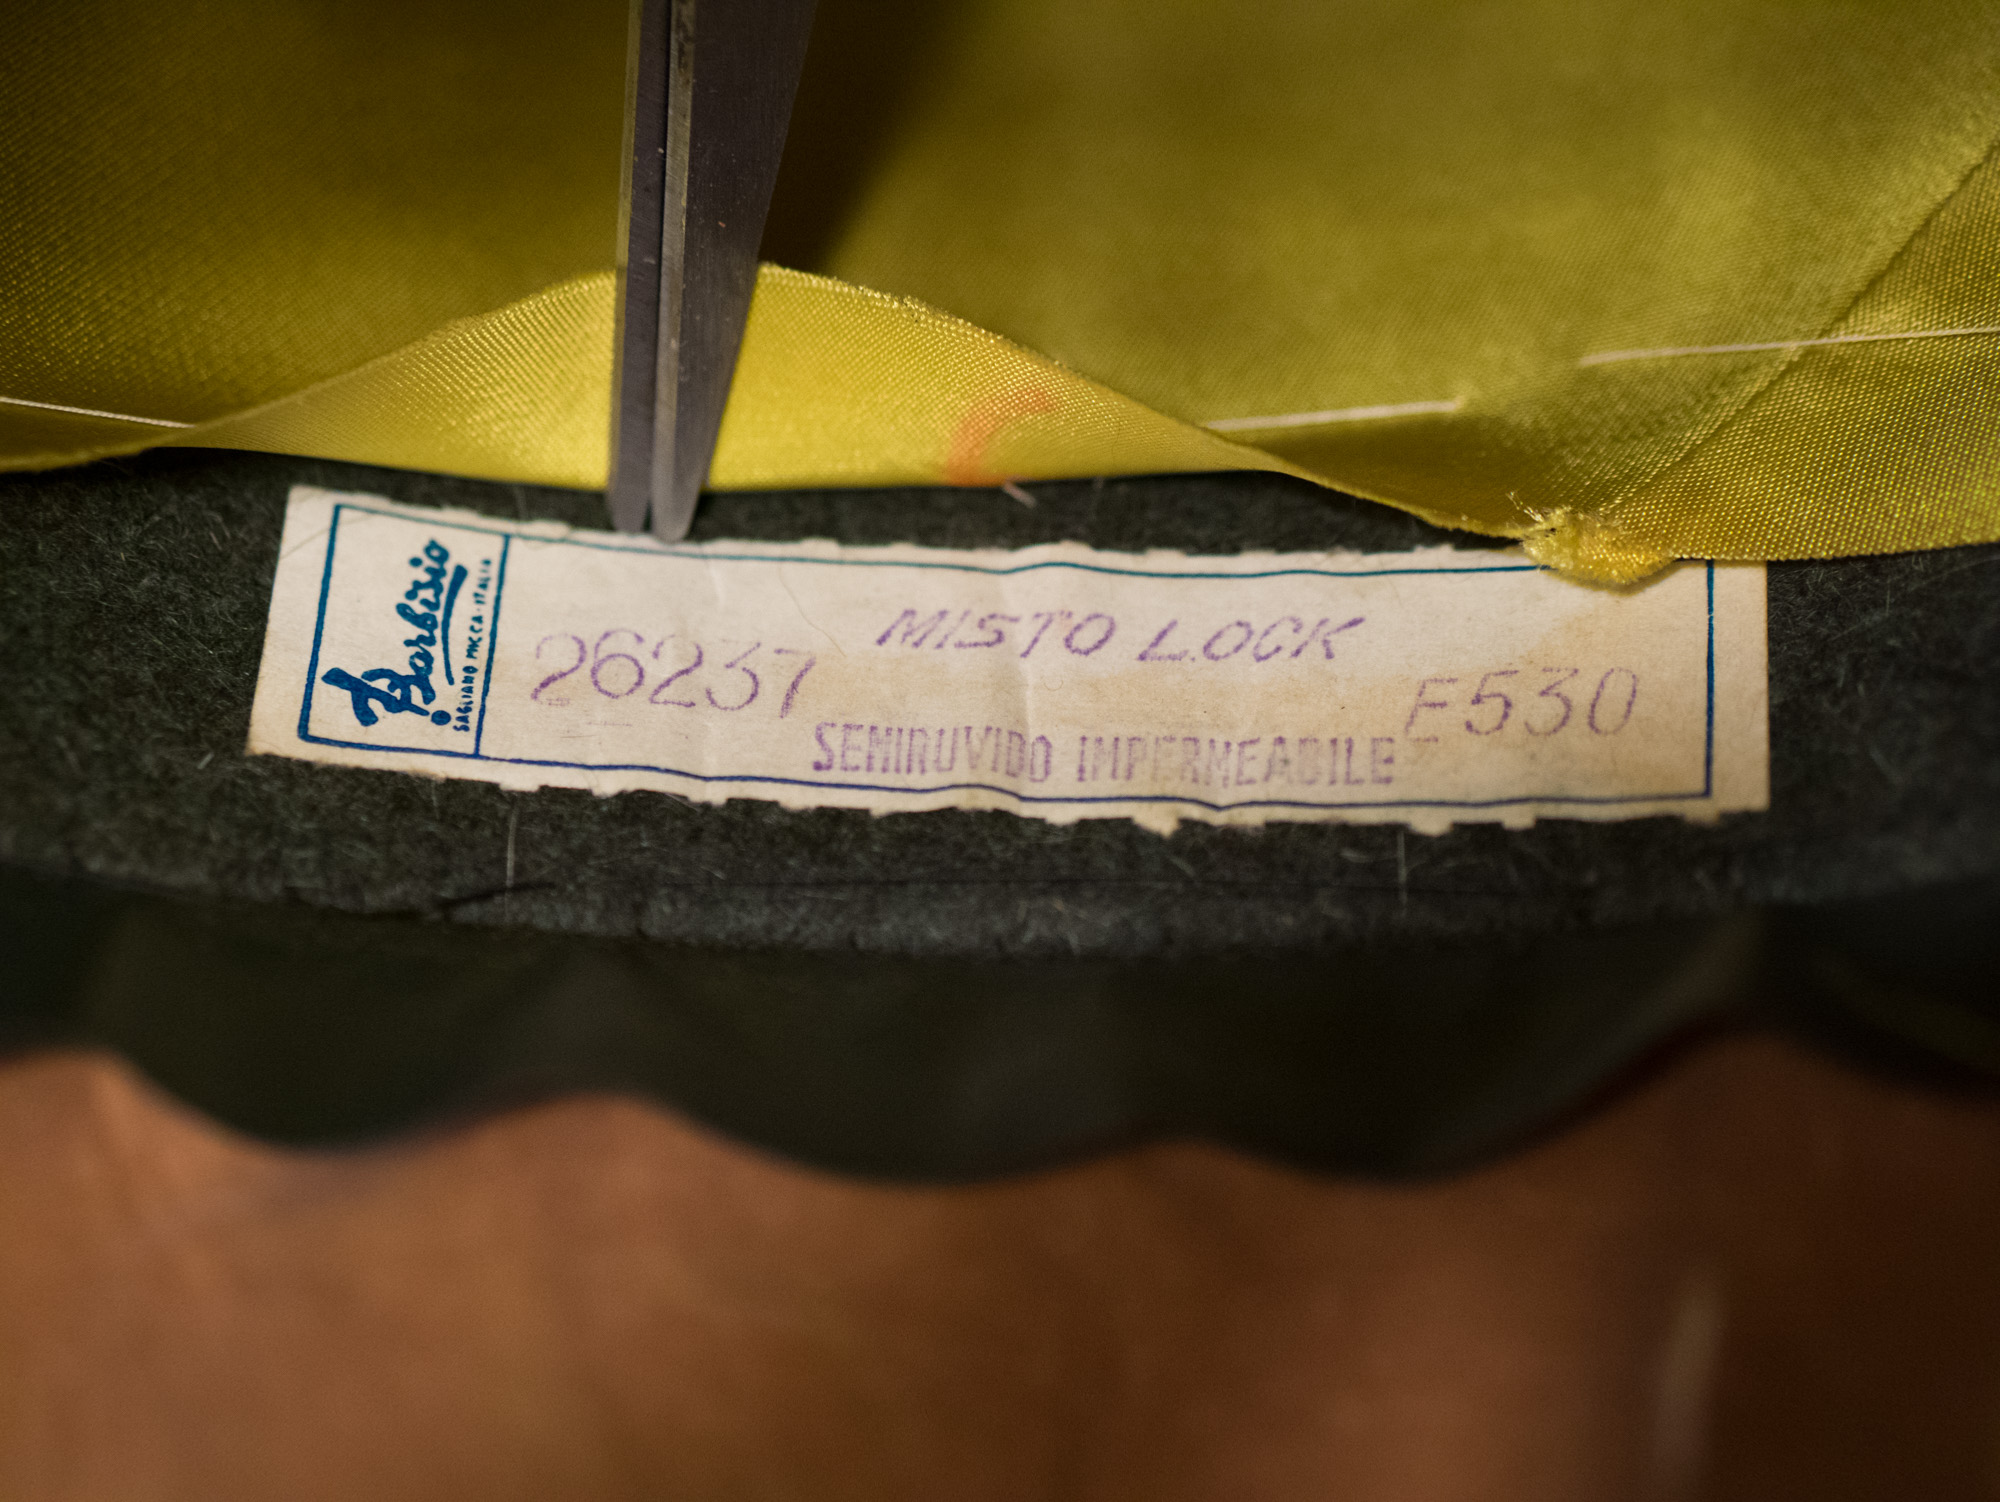 Barbisio
SAGLIANO MICCA·ITALIA
MISTO LOCK
26237
E530
SEMIRUVIDO IMPERMEABILE